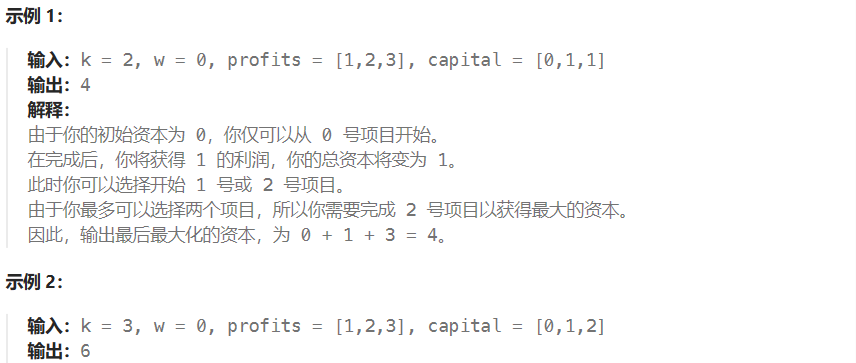 示例 1：
输入：k = 2, w = 0, profits = [1,2,3], capital = [0,1,1]
输出：4
解释：
由于你的初始资本为 0，你仅可以从 0 号项目开始。
在完成后，你将获得 1 的利润，你的总资本将变为 1。
此时你可以选择开始 1 号或 2 号项目。
由于你最多可以选择两个项目，所以你需要完成 2 号项目以获得最大的资本。
因此，输出最后最大化的资本，为 0 + 1 + 3 = 4。
示例 2：
输入：k = 3, w = 0, profits = [1,2,3], capital = [0,1,2]
输出：6